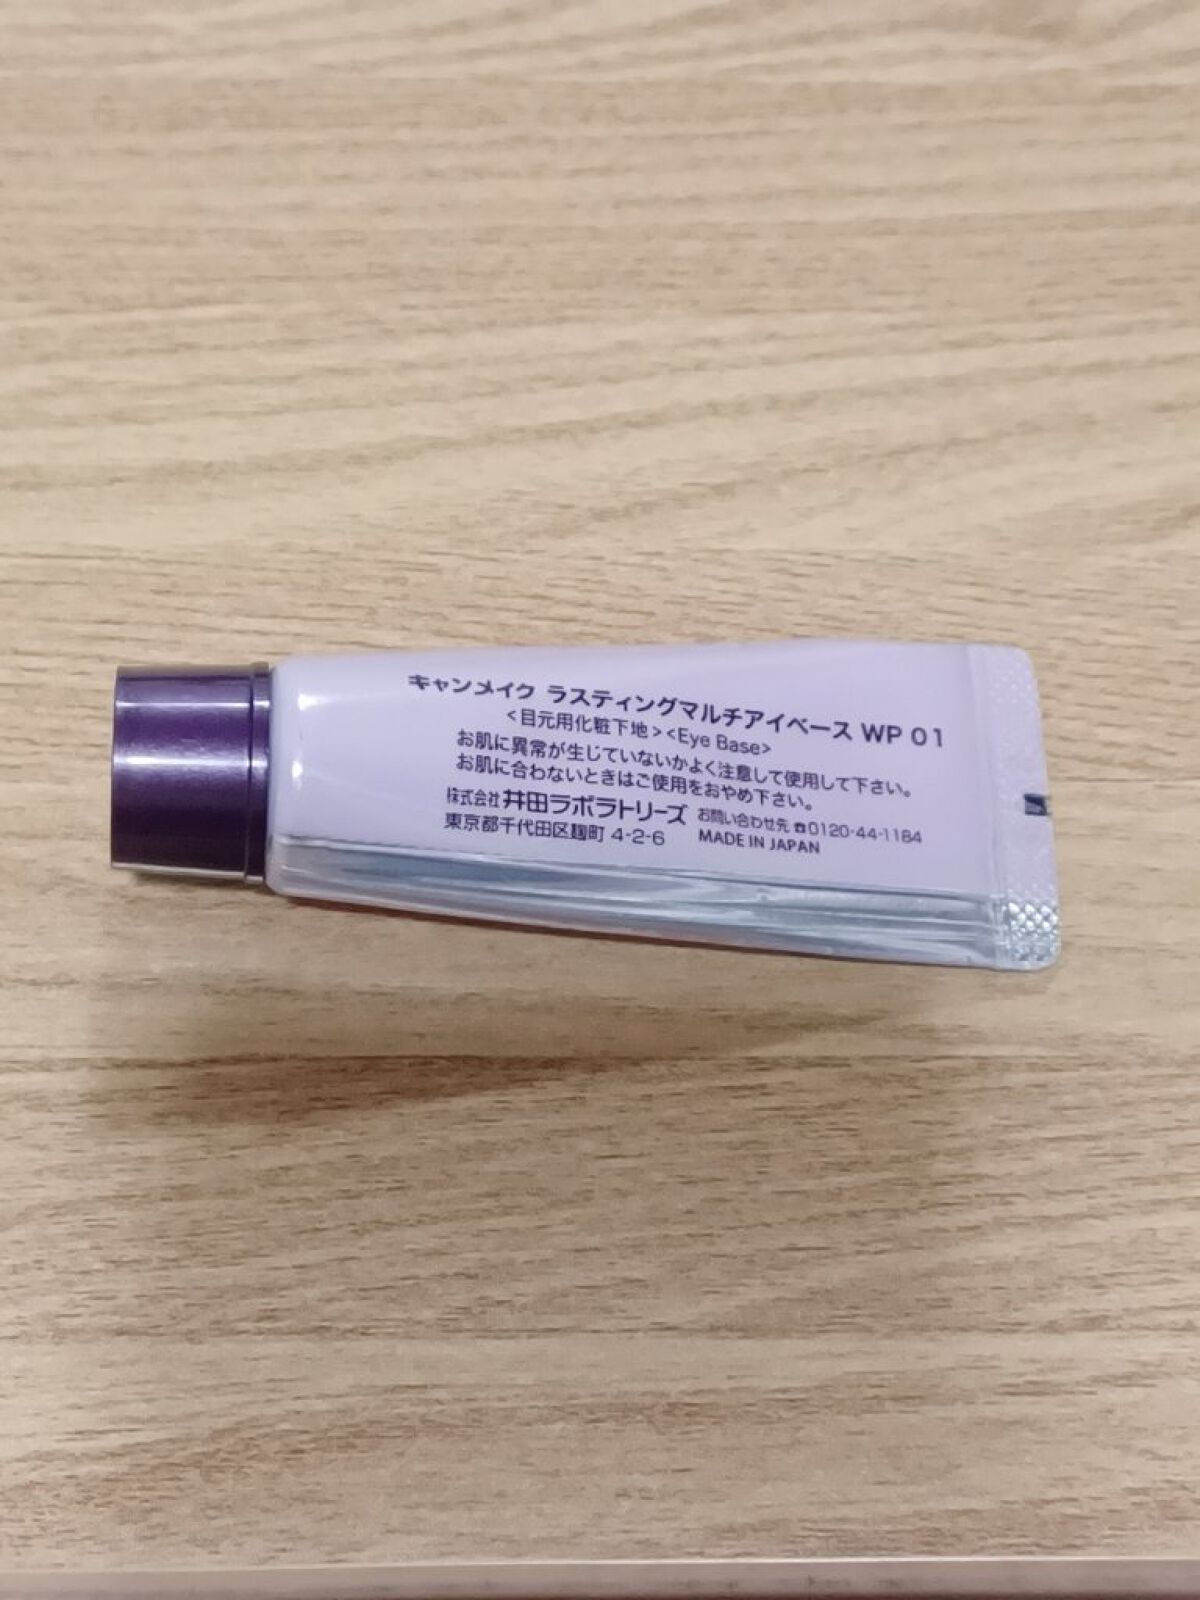 キャンメイク ラスティングマルチアイベース WP 01
<目元用化粧下地><Eye Base>
お肌に異常が生じていないかよく注意して使用して下さい。
お肌に合わないときはご使用をおやめ下さい。
株式会社 井田ラボラトリーズ お問い合わせ先 ☎0120-44-1184
東京都千代田区麹町 4-2-6 MADE IN JAPAN